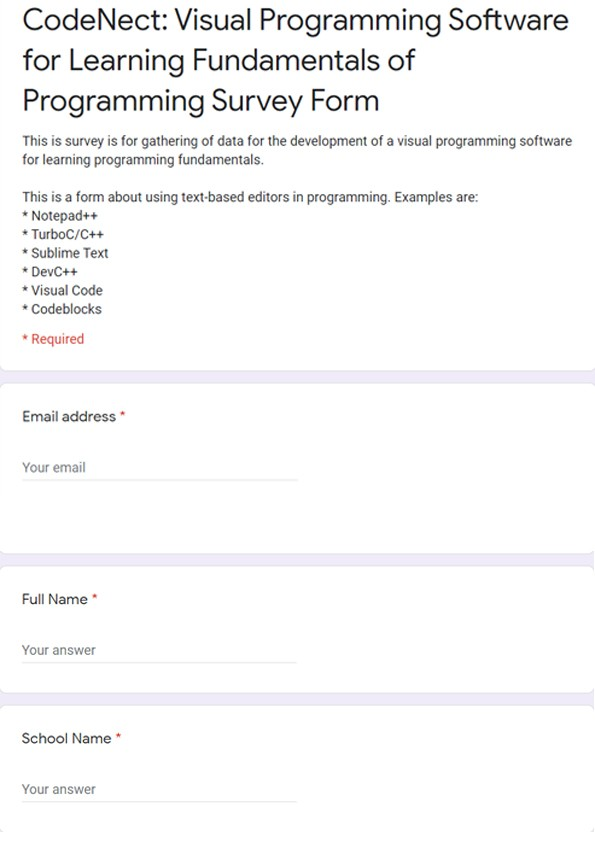 CodeNect: Visual Programming Software
for Learning Fundamentals of
Programming Survey Form
This is survey is for gathering of data for the development of a visual programming software
for learning programming fundamentals.
This is a form about using text-based editors in programming. Examples are:
* Notepad++
* TurboC/C++
* Sublime Text
* DevC++
* Visual Code
* Codeblocks
* Required
Email address *
Your email
Full Name *
Your answer
School Name *
Your answer